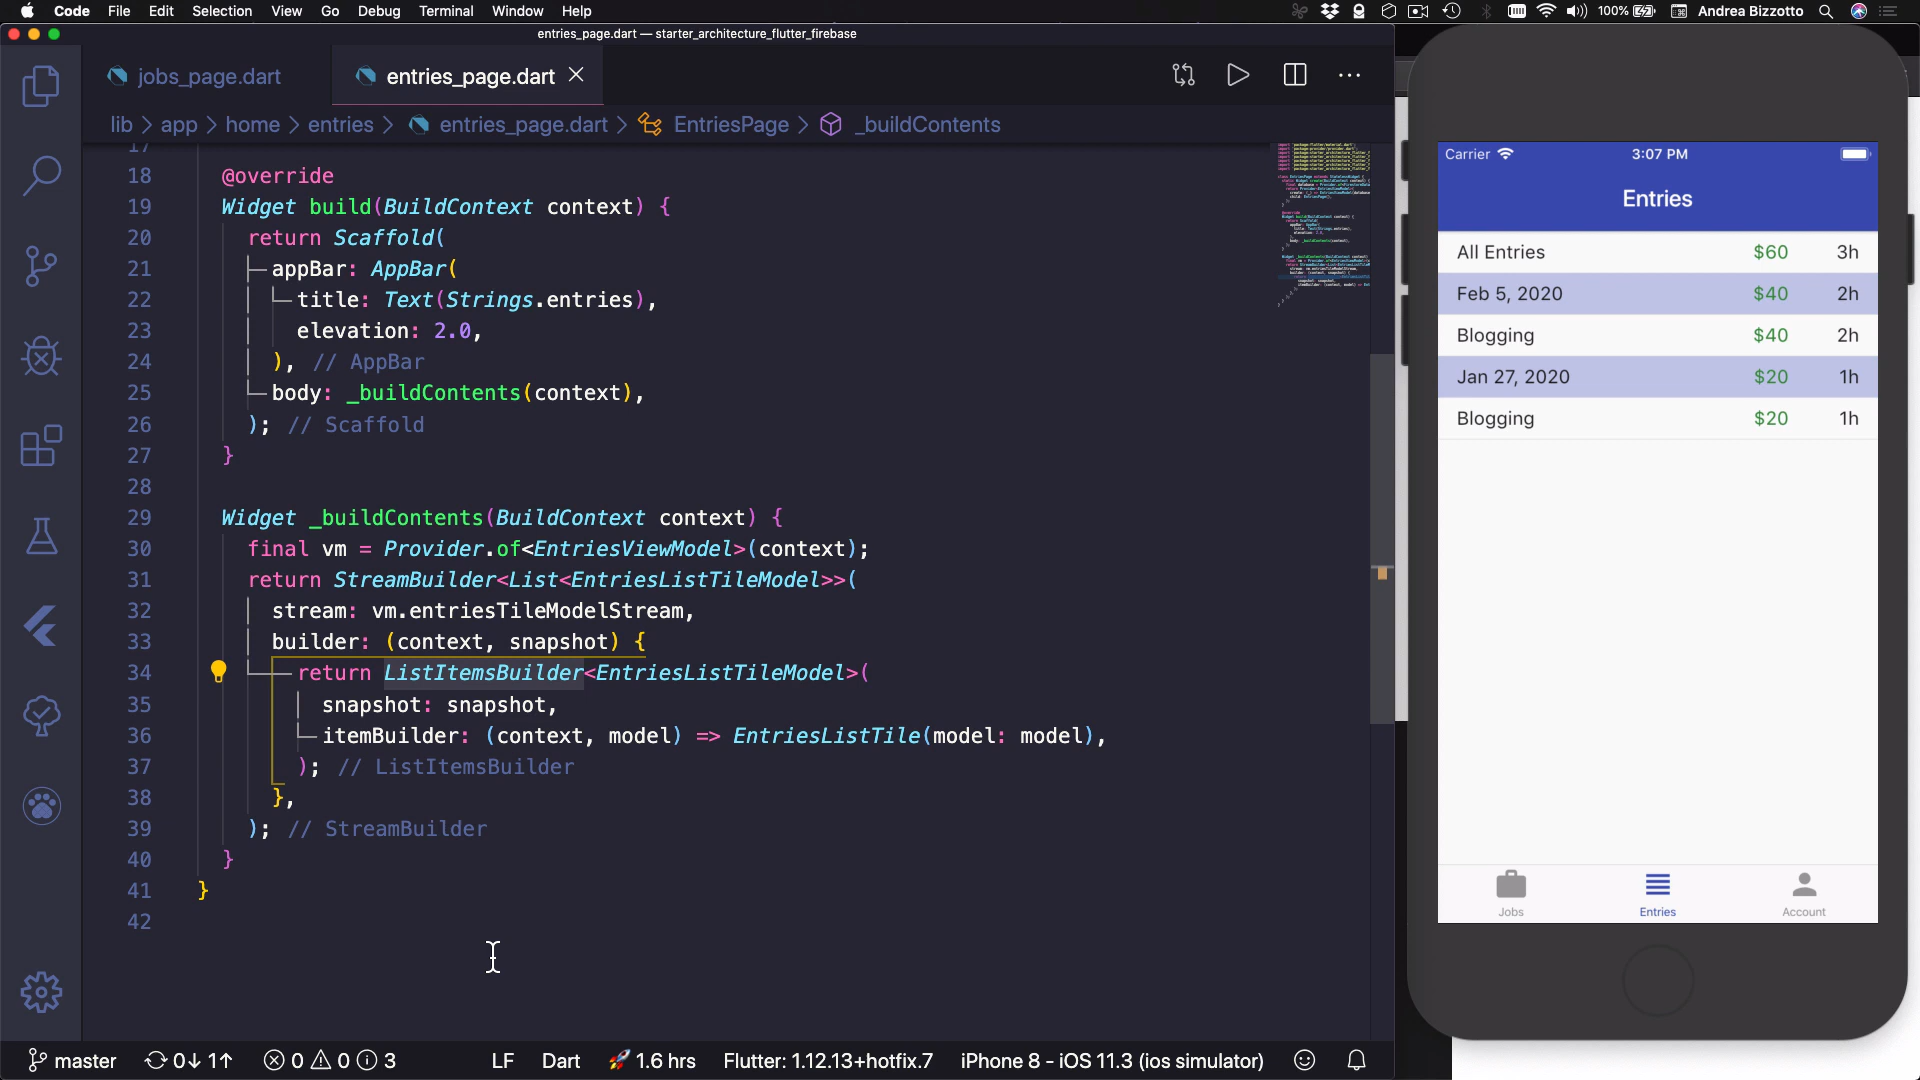 Code File Edit Selection View Go Debug Terminal Window Help
100% Andrea Bizzotto
entries_page.dart — starter_architecture_flutter_firebase
jobs_page.dart
entries_page.dart
lib > app > home > entries > entries_page.dart > EntriesPage > _buildContents
17
18 @override
19 Widget build(BuildContext context) {
20 return Scaffold(
21 appBar: AppBar(
22 title: Text(Strings.entries),
23 elevation: 2.0,
24 ), // AppBar
25 body: _buildContents(context),
26 ); // Scaffold
27 }
28
29 Widget _buildContents(BuildContext context) {
30 final vm = Provider.of<EntriesViewModel>(context);
31 return StreamBuilder<List<EntriesListTileModel>>(
32 stream: vm.entriesTileModelStream,
33 builder: (context, snapshot) {
34 return ListItemsBuilder<EntriesListTileModel>(
35 snapshot: snapshot,
36 itemBuilder: (context, model) => EntriesListTile(model: model),
37 ); // ListItemsBuilder
38 },
39 ); // StreamBuilder
40 }
41 }
42
master 0↓ 1↑ 0 0 3 LF Dart 🚀 1.6 hrs Flutter: 1.12.13+hotfix.7 iPhone 8 - iOS 11.3 (ios simulator)
Carrier 3:07 PM
Entries
All Entries $60 3h
Feb 5, 2020 $40 2h
Blogging $40 2h
Jan 27, 2020 $20 1h
Blogging $20 1h
Jobs Entries Account